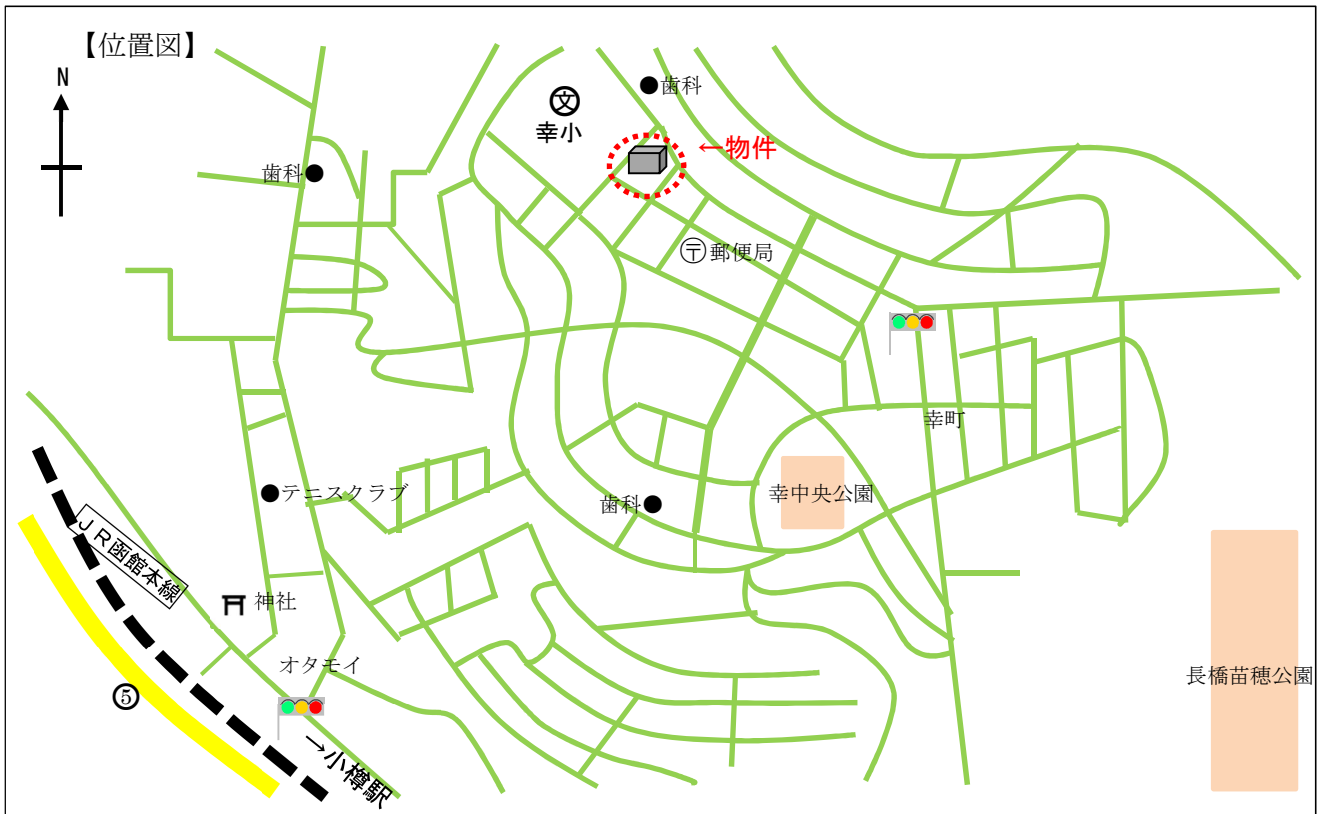 【位置図】
N
歯科
文
幸小
←物件
歯科
〒郵便局
幸町
テニスクラブ
歯科
幸中央公園
JR函館本線
神社
オタモイ
長橋苗穂公園
⑤
→小樽駅